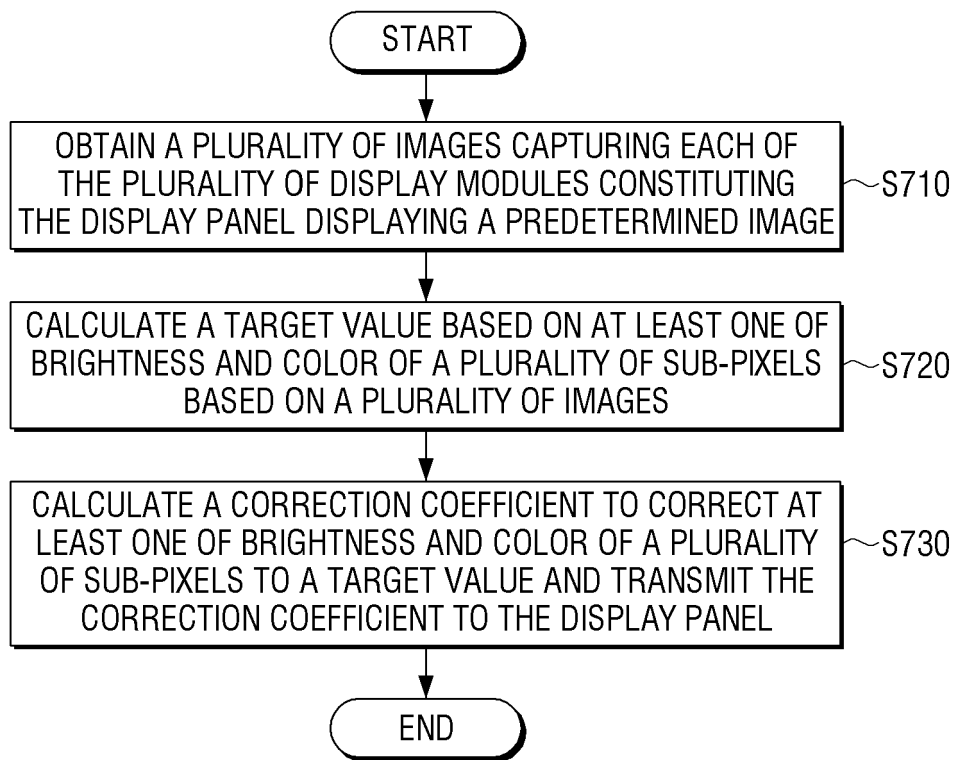 START
OBTAIN A PLURALITY OF IMAGES CAPTURING EACH OF
THE PLURALITY OF DISPLAY MODULES CONSTITUTING
THE DISPLAY PANEL DISPLAYING A PREDETERMINED IMAGE
S710
CALCULATE A TARGET VALUE BASED ON AT LEAST ONE OF
BRIGHTNESS AND COLOR OF A PLURALITY OF SUB-PIXELS
BASED ON A PLURALITY OF IMAGES
S720
CALCULATE A CORRECTION COEFFICIENT TO CORRECT AT
LEAST ONE OF BRIGHTNESS AND COLOR OF A PLURALITY
OF SUB-PIXELS TO A TARGET VALUE AND TRANSMIT THE
CORRECTION COEFFICIENT TO THE DISPLAY PANEL
S730
END